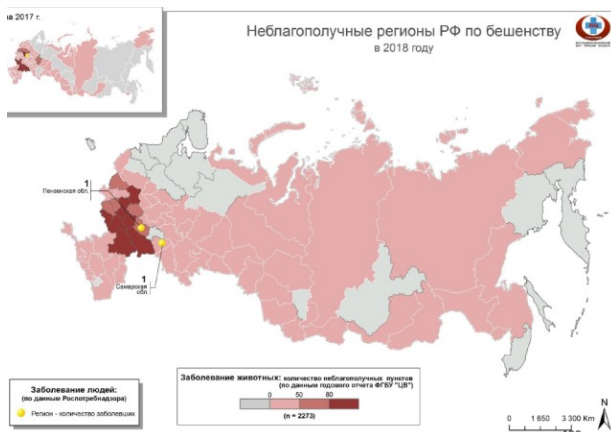 ва 2017 г.
Неблагополучные регионы РФ по бешенству
в 2018 году
1
Пензенская обл.
1
Самарская
обл.
Заболевание людей:
(по данным Роспотребнадзора)
Регион - количество заболевших
Заболевание животных: количество неблагополучных пунктов
(по данным годового отчета ФГБУ "ЦВ")
0 50 80
(n = 2273)
N
0 1 650 3 300 Km